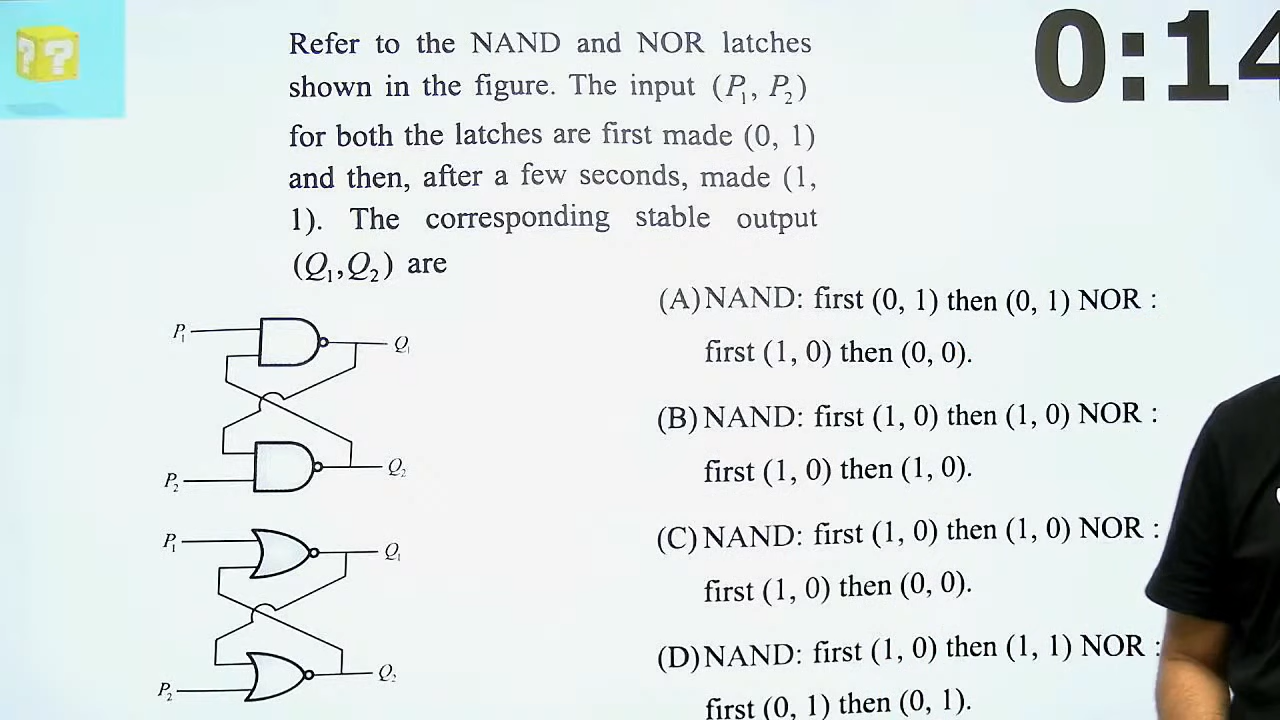 ? ?
0:14
Refer to the NAND and NOR latches
shown in the figure. The input (P₁, P₂)
for both the latches are first made (0, 1)
and then, after a few seconds, made (1,
1). The corresponding stable output
(Q₁,Q₂) are
P₁
Q₁
Q₂
P₂
P₁
Q₁
Q₂
P₂
(A) NAND: first (0, 1) then (0, 1) NOR :
first (1, 0) then (0, 0).
(B) NAND: first (1, 0) then (1, 0) NOR :
first (1, 0) then (1, 0).
(C) NAND: first (1, 0) then (1, 0) NOR :
first (1, 0) then (0, 0).
(D) NAND: first (1, 0) then (1, 1) NOR :
first (0, 1) then (0, 1).